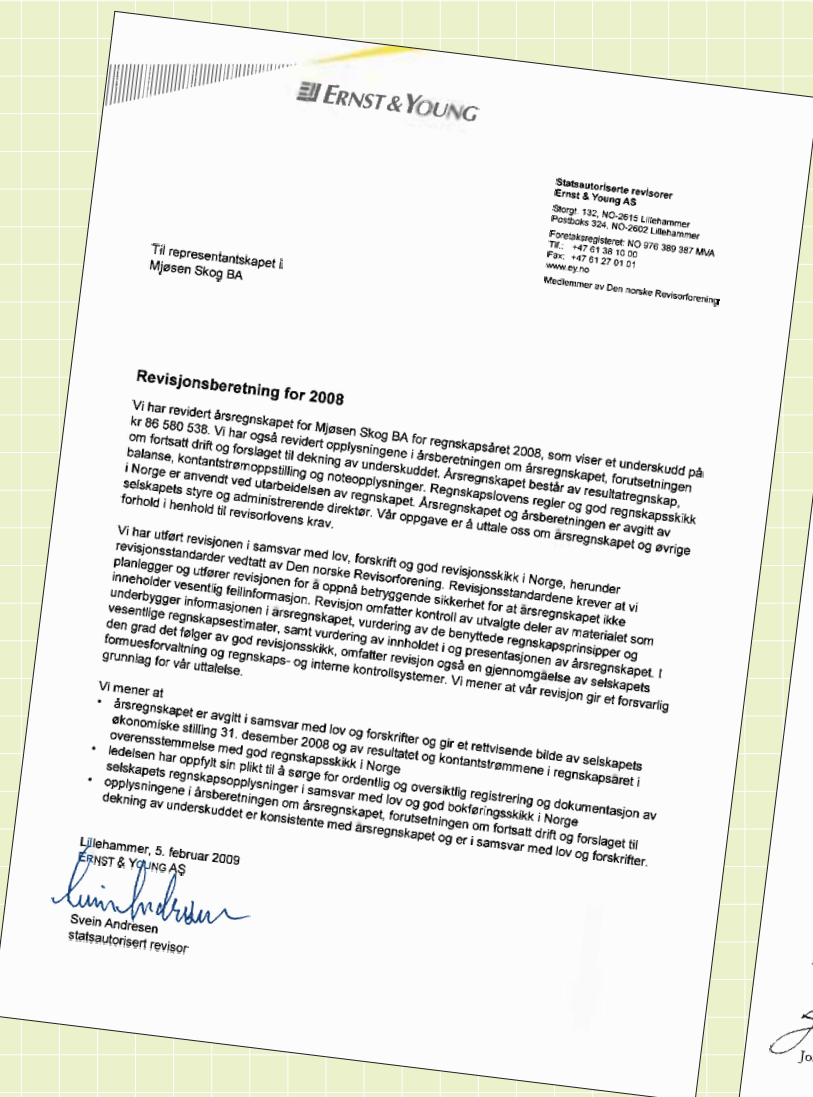 ERNST & YOUNG
Statsautoriserte revisorer
Ernst & Young AS
Storgt. 132, NO-2615 Lillehammer
Postboks 324, NO-2602 Lillehammer
Foretaksregisteret: NO 976 389 387 MVA
Tlf.: +47 61 38 10 00
Fax: +47 61 27 01 01
www.ey.no
Medlemmer av Den norske Revisorforening
Til representantskapet i
Mjøsen Skog BA
Revisjonsberetning for 2008
Vi har revidert årsregnskapet for Mjøsen Skog BA for regnskapsåret 2008, som viser et underskudd på
kr 86 580 538. Vi har også revidert opplysningene i årsberetningen om årsregnskapet, forutsetningen
om fortsatt drift og forslaget til dekning av underskuddet. Årsregnskapet består av resultatregnskap,
balanse, kontantstrømoppstilling og noteopplysninger. Regnskapslovens regler og god regnskapsskikk
i Norge er anvendt ved utarbeidelsen av regnskapet. Årsregnskapet og årsberetningen er avgitt av
selskapets styre og administrerende direktør. Vår oppgave er å uttale oss om årsregnskapet og øvrige
forhold i henhold til revisorlovens krav.
Vi har utført revisjonen i samsvar med lov, forskrift og god revisjonsskikk i Norge, herunder
revisjonsstandarder vedtatt av Den norske Revisorforening. Revisjonsstandardene krever at vi
planlegger og utfører revisjonen for å oppnå betryggende sikkerhet for at årsregnskapet ikke
inneholder vesentlig feilinformasjon. Revisjon omfatter kontroll av utvalgte deler av materialet som
underbygger informasjonen i årsregnskapet, vurdering av de benyttede regnskapsprinsipper og
vesentlige regnskapsestimater, samt vurdering av innholdet i og presentasjonen av årsregnskapet. I
den grad det følger av god revisjonsskikk, omfatter revisjon også en gjennomgåelse av selskapets
formuesforvaltning og regnskaps- og interne kontrollsystemer. Vi mener at vår revisjon gir et forsvarlig
grunnlag for vår uttalelse.
Vi mener at
• årsregnskapet er avgitt i samsvar med lov og forskrifter og gir et rettvisende bilde av selskapets
økonomiske stilling 31. desember 2008 og av resultatet og kontantstrømmene i regnskapsåret i
overensstemmelse med god regnskapsskikk i Norge
• ledelsen har oppfylt sin plikt til å sørge for ordentlig og oversiktlig registrering og dokumentasjon av
selskapets regnskapsopplysninger i samsvar med lov og god bokføringsskikk i Norge
• opplysningene i årsberetningen om årsregnskapet, forutsetningen om fortsatt drift og forslaget til
dekning av underskuddet er konsistente med årsregnskapet og er i samsvar med lov og forskrifter.
Lillehammer, 5. februar 2009
ERNST & YOUNG AS
Svein Andresen
Svein Andresen
statsautorisert revisor